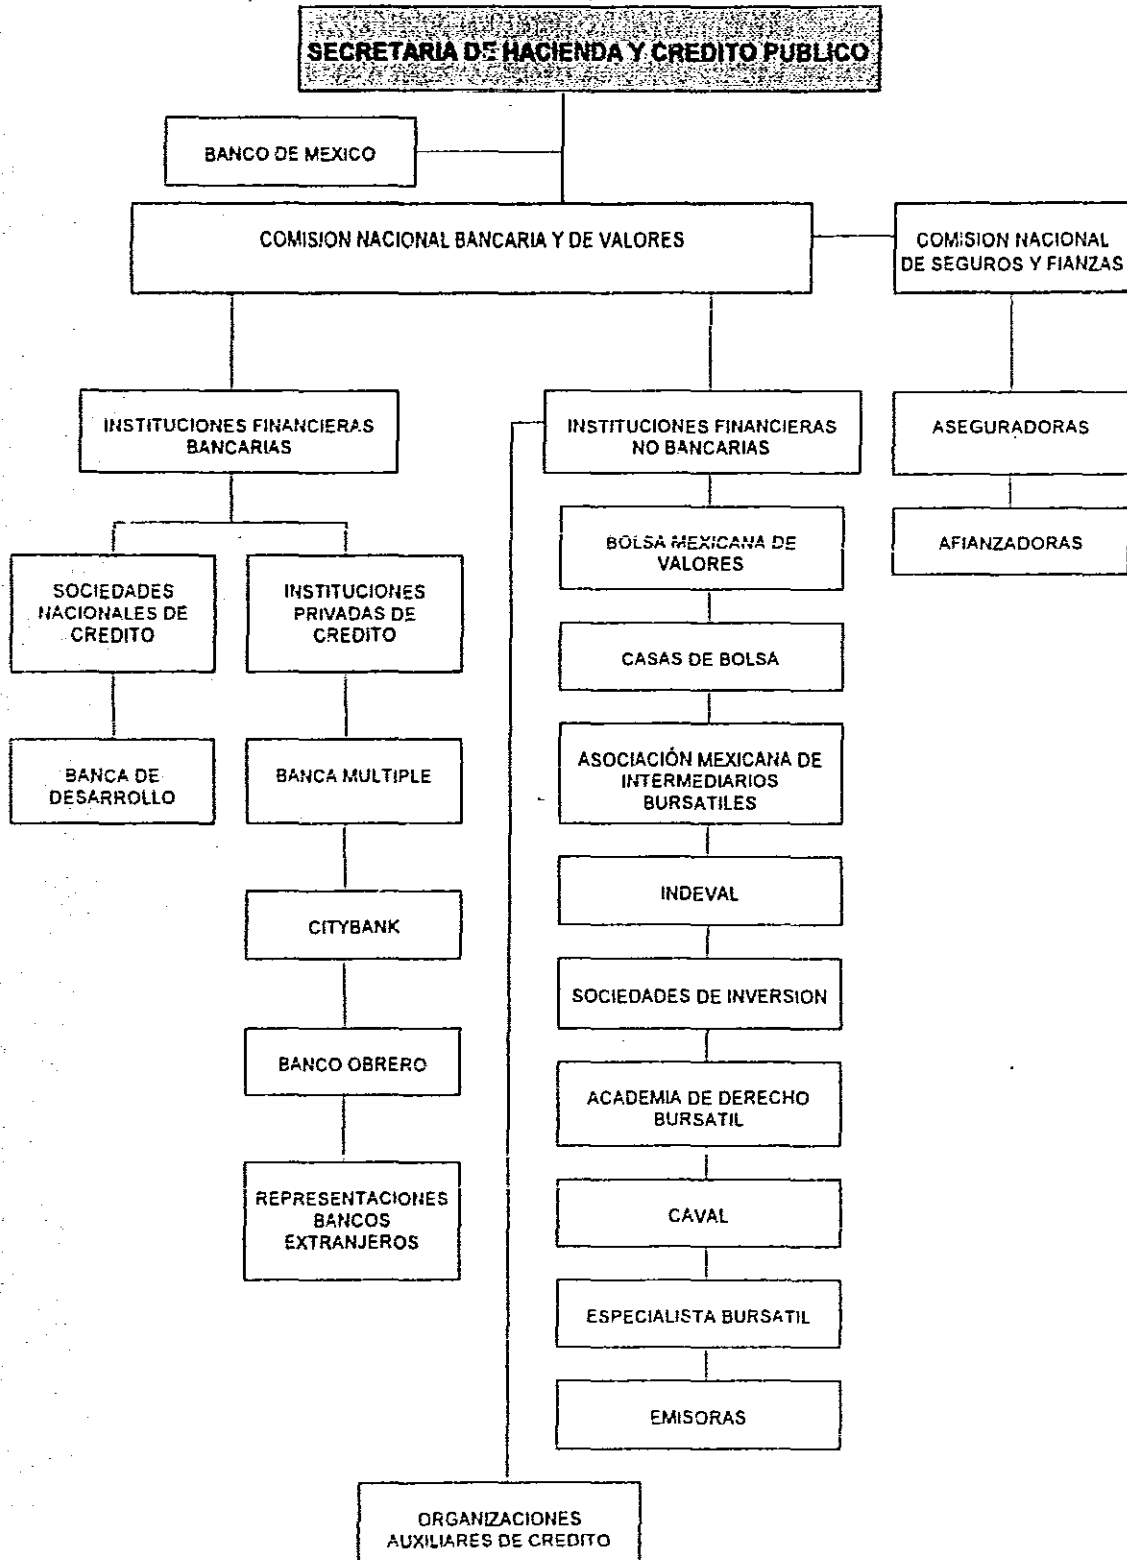 SECRETARIA DE HACIENDA Y CREDITO PUBLICO
BANCO DE MEXICO
COMISION NACIONAL BANCARIA Y DE VALORES
COMISION NACIONAL
DE SEGUROS Y FIANZAS
INSTITUCIONES FINANCIERAS
BANCARIAS
INSTITUCIONES FINANCIERAS
NO BANCARIAS
ASEGURADORAS
AFIANZADORAS
SOCIEDADES
NACIONALES DE
CREDITO
INSTITUCIONES
PRIVADAS DE
CREDITO
BANCA DE
DESARROLLO
BANCA MULTIPLE
CITYBANK
BANCO OBRERO
REPRESENTACIONES
BANCOS
EXTRANJEROS
BOLSA MEXICANA DE
VALORES
CASAS DE BOLSA
ASOCIACIÓN MEXICANA DE
INTERMEDIARIOS
BURSATILES
INDEVAL
SOCIEDADES DE INVERSION
ACADEMIA DE DERECHO
BURSATIL
CAVAL
ESPECIALISTA BURSATIL
EMISORAS
ORGANIZACIONES
AUXILIARES DE CREDITO